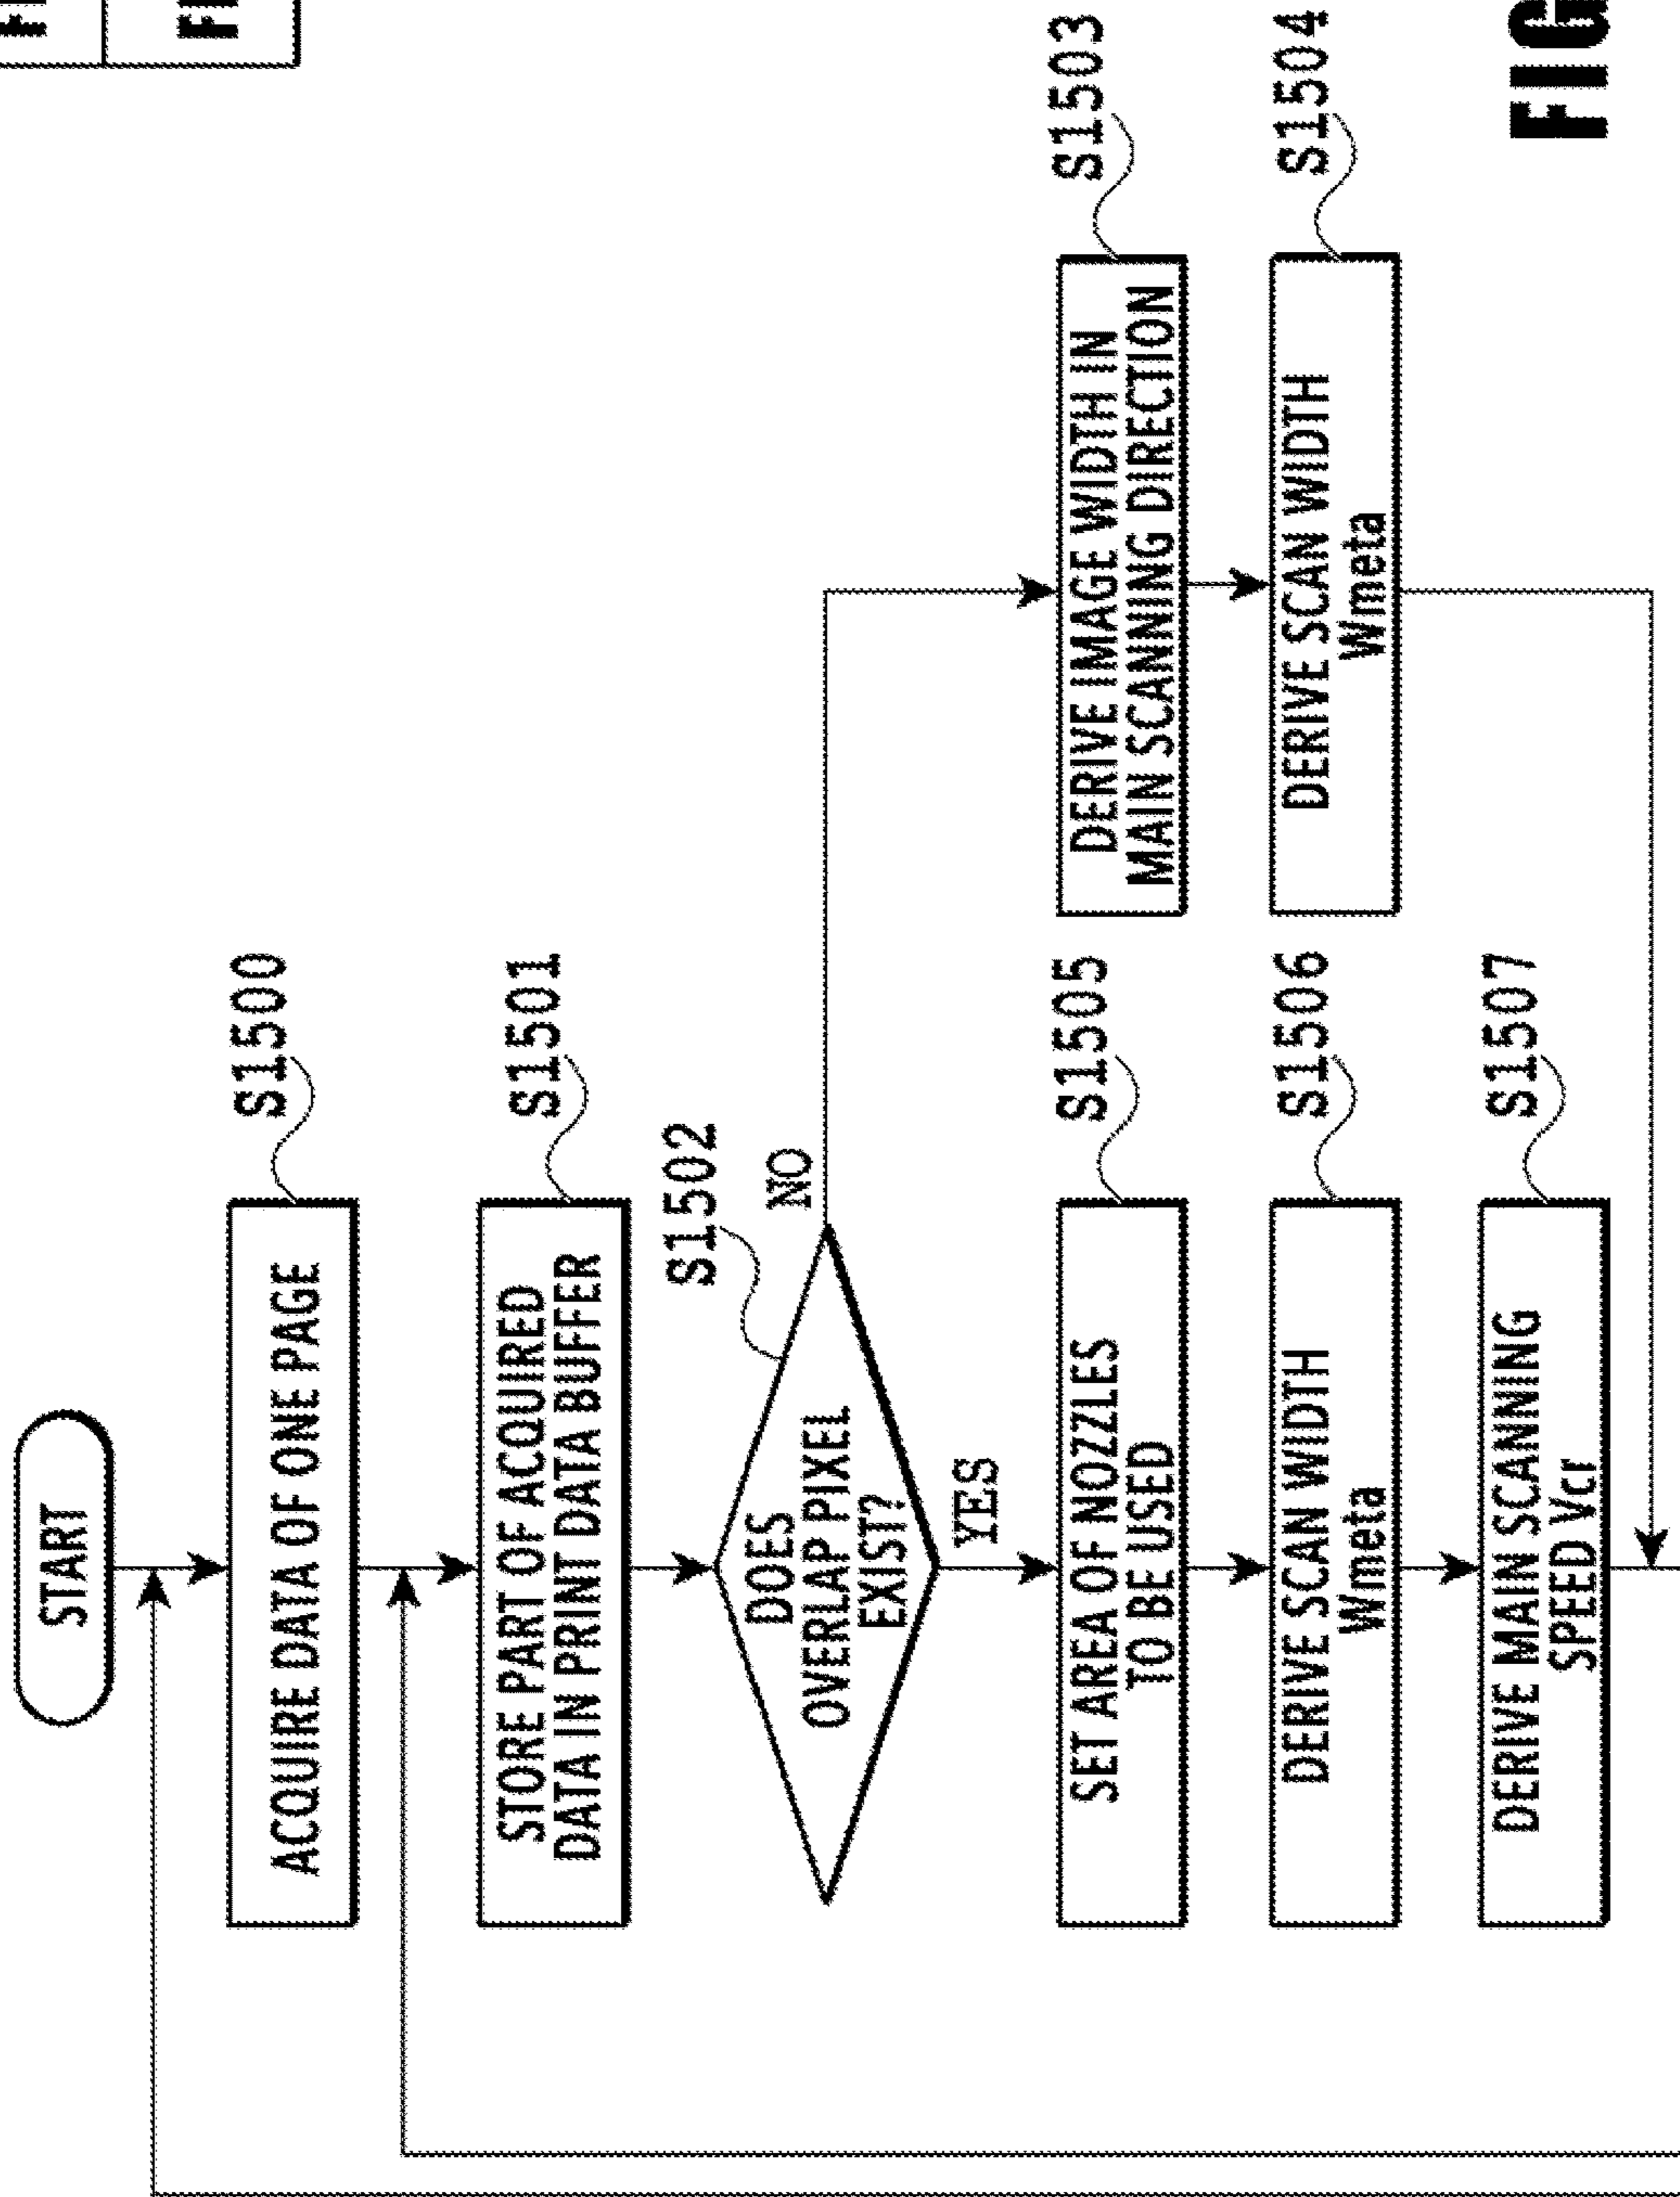 START
S1500
ACQUIRE DATA OF ONE PAGE
S1501
STORE PART OF ACQUIRED
DATA IN PRINT DATA BUFFER
S1502
DOES
OVERLAP PIXEL
EXIST?
NO
YES
S1505
SET AREA OF NOZZLES
TO BE USED
S1503
DERIVE IMAGE WIDTH IN
MAIN SCANNING DIRECTION
S1506
DERIVE SCAN WIDTH
Wmeta
S1504
DERIVE SCAN WIDTH
Wmeta
S1507
DERIVE MAIN SCANNING
SPEED Vcr
FIG